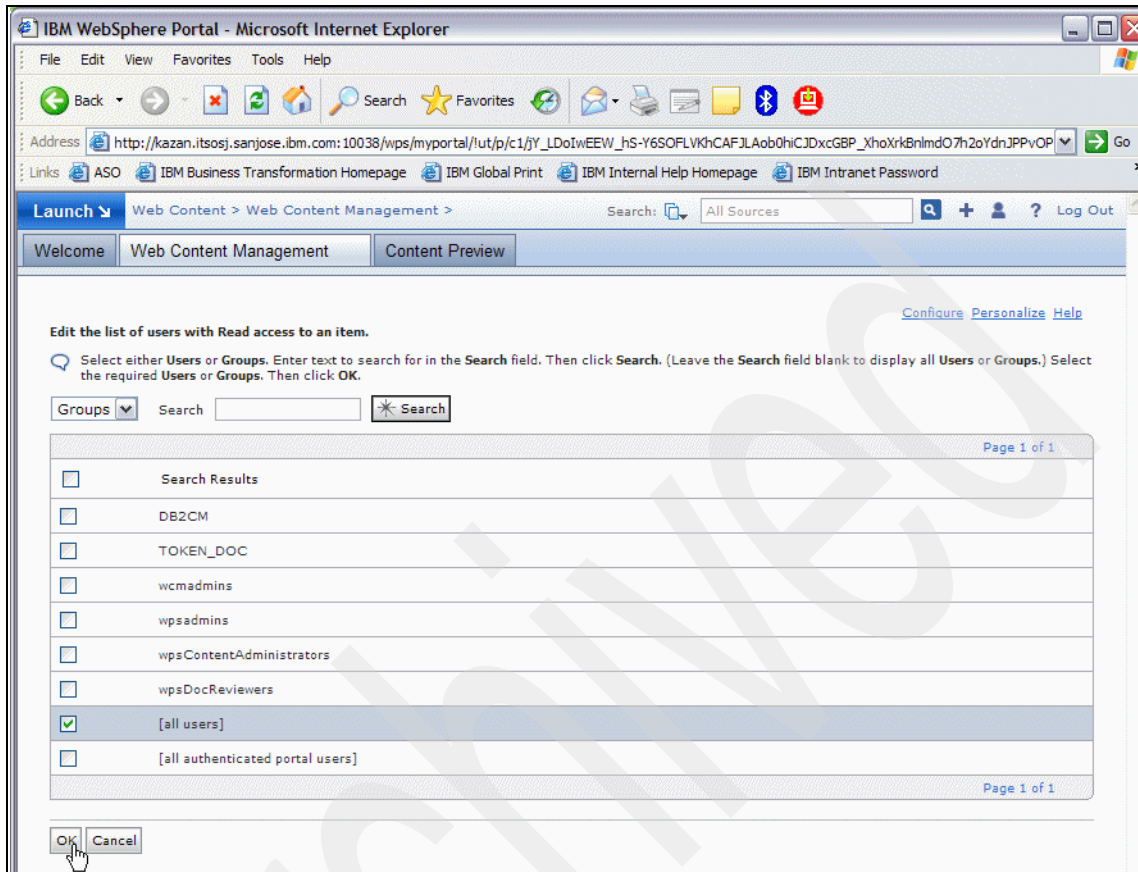 IBM WebSphere Portal - Microsoft Internet Explorer
File Edit View Favorites Tools Help
Back Search Favorites
Address http://kazan.itsosj.sanjose.ibm.com:10038/wps/myportal/!ut/p/c1/jY_LDoIwEEW_hS-Y6SOFLVKhCAFJLAob0hiCJDxcGBP_XhoXrkBnlmdO7h2oYdnJPPvOP Go
Links ASO IBM Business Transformation Homepage IBM Global Print IBM Internal Help Homepage IBM Intranet Password
Launch Web Content > Web Content Management > Search: All Sources ? Log Out
Welcome Web Content Management Content Preview
Configure Personalize Help
Edit the list of users with Read access to an item.
Select either Users or Groups. Enter text to search for in the Search field. Then click Search. (Leave the Search field blank to display all Users or Groups.) Select
the required Users or Groups. Then click OK.
Groups Search Search
Page 1 of 1
Search Results
DB2CM
TOKEN_DOC
wcmadmins
wpsadmins
wpsContentAdministrators
wpsDocReviewers
[all users]
[all authenticated portal users]
Page 1 of 1
OK Cancel